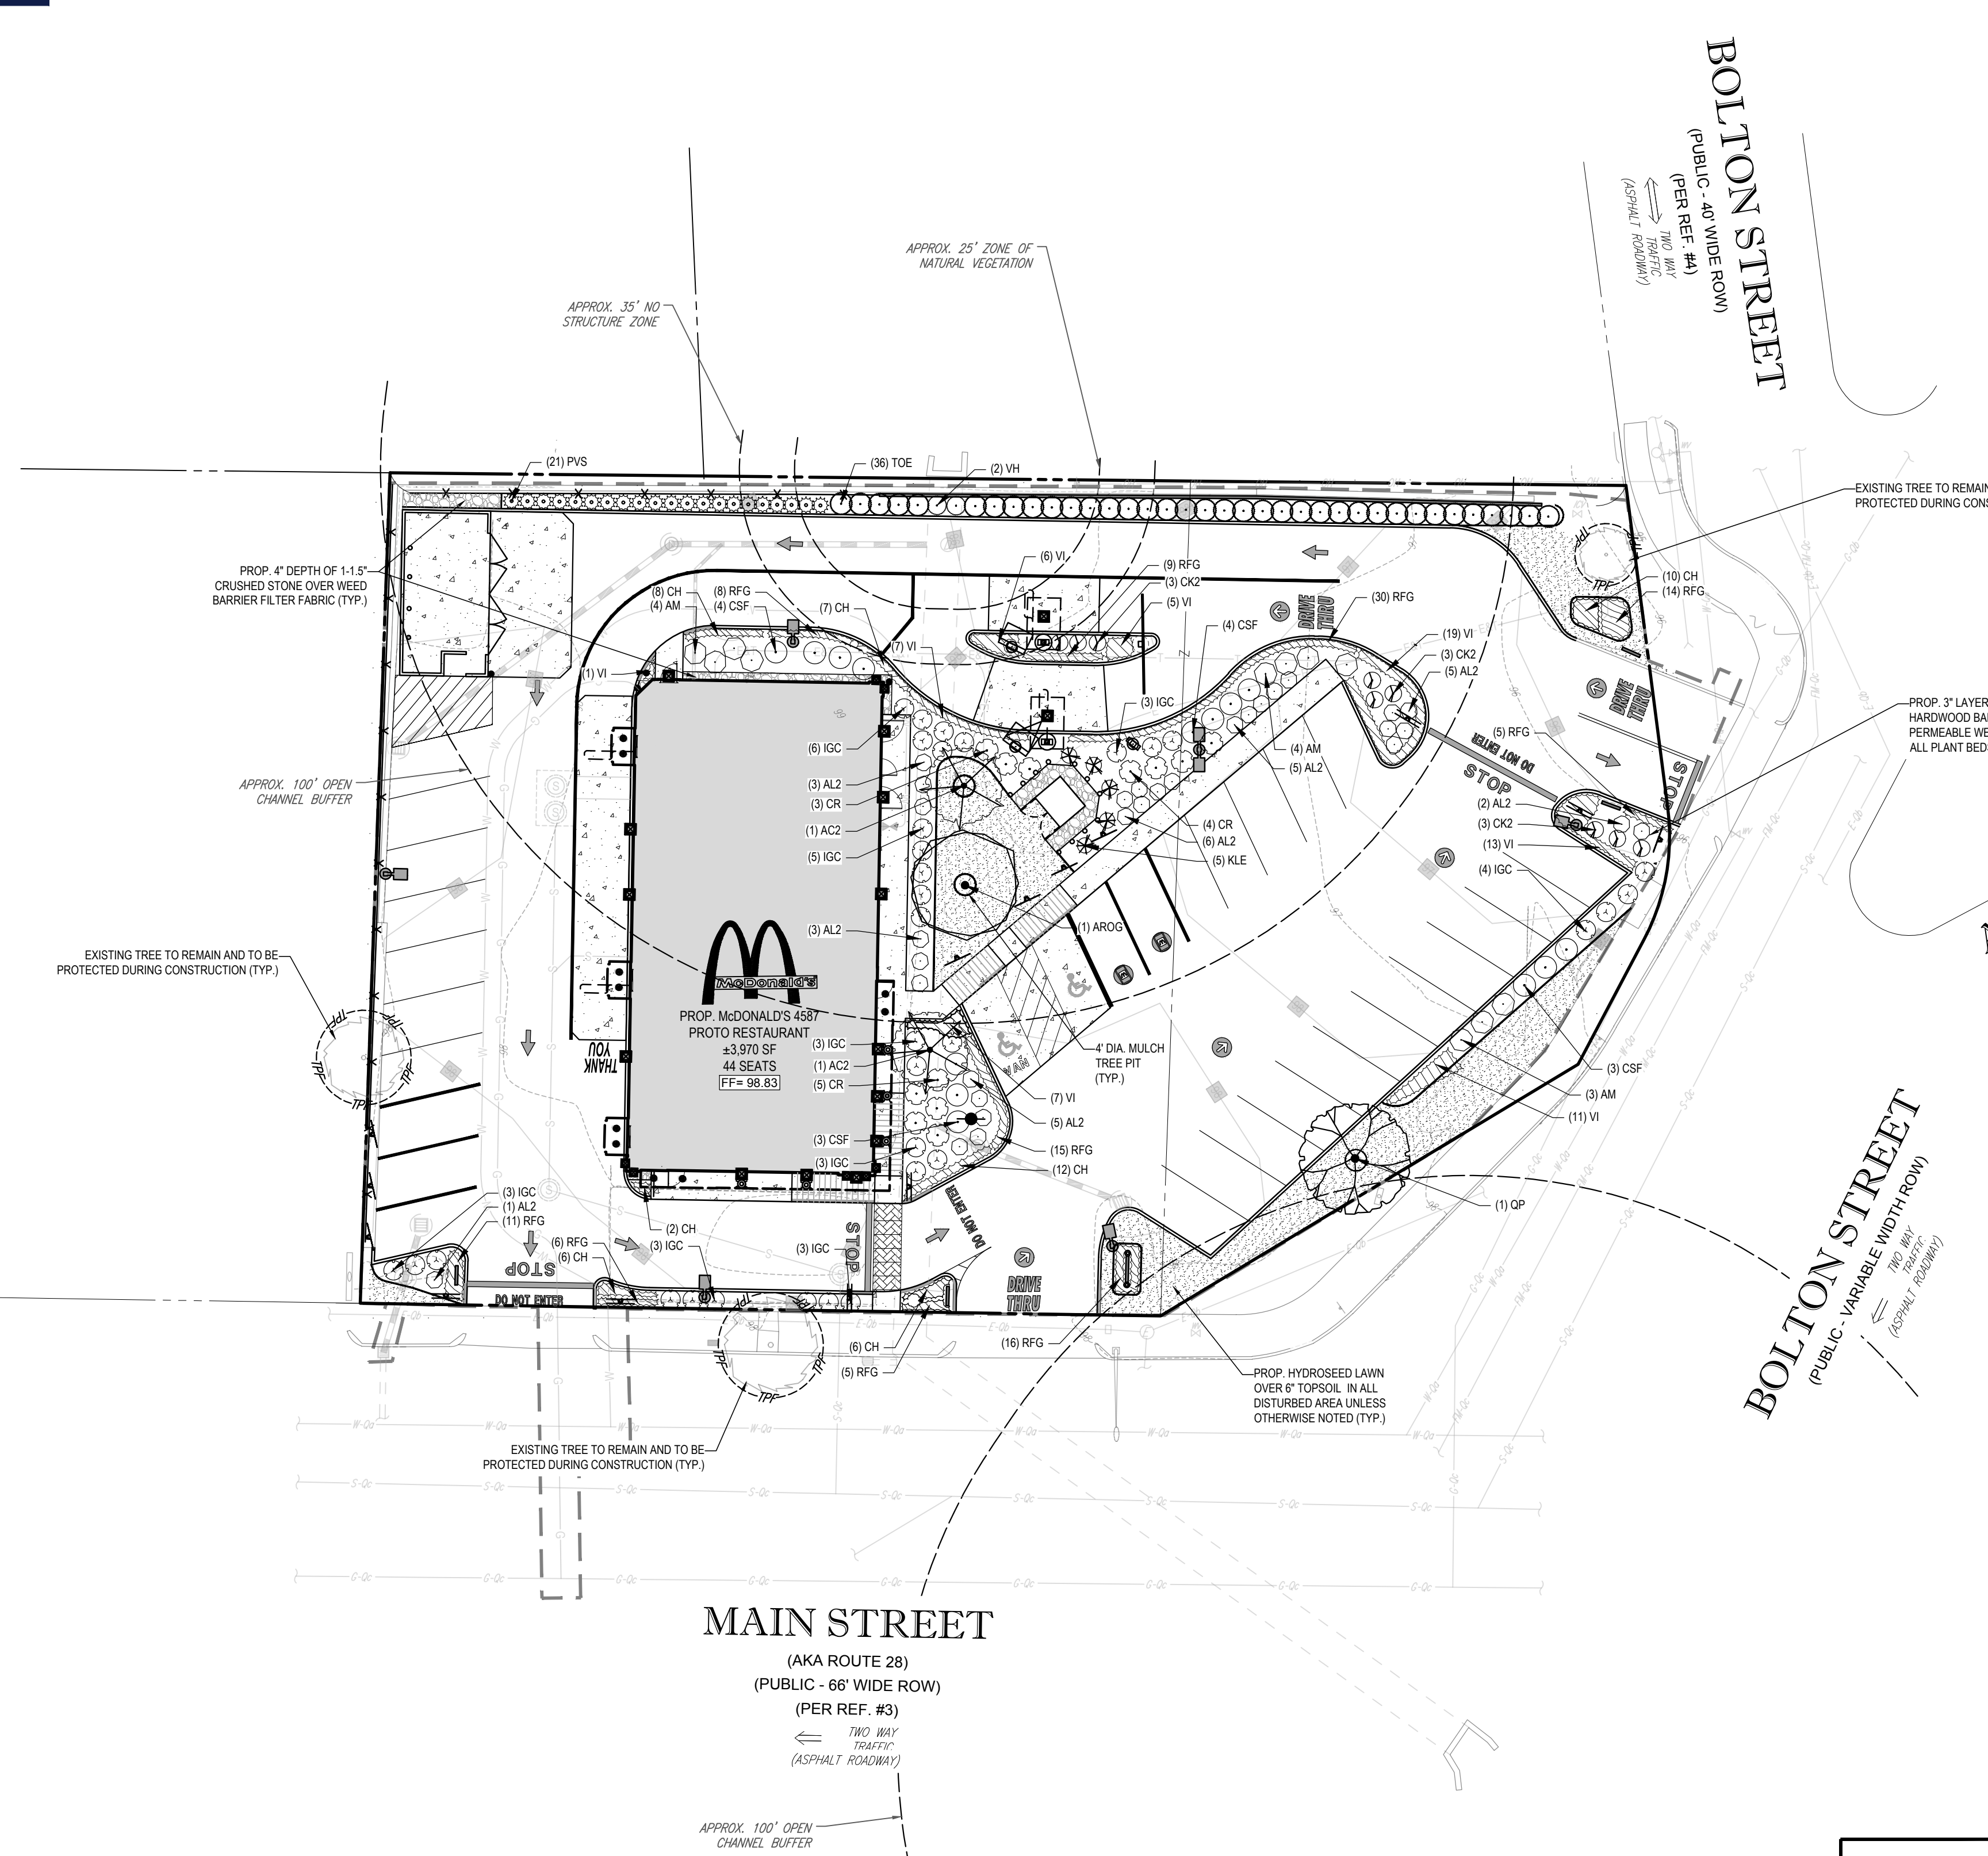 BOLTON STREET
(PUBLIC - 40' WIDE ROW)
(PER REF. #4)
TWO WAY
TRAFFIC
(ASPHALT ROADWAY)
APPROX. 25' ZONE OF
NATURAL VEGETATION
APPROX. 35' NO
STRUCTURE ZONE
(21) PVS
(36) TOE
(2) VH
EXISTING TREE TO REMAIN
PROTECTED DURING CONS
TPF
TPF
TPF
PROP. 4" DEPTH OF 1-1.5"
CRUSHED STONE OVER WEED
BARRIER FILTER FABRIC (TYP.)
(8) CH
(4) AM
(8) RFG
(4) CSF
(7) CH
(7) VI
(1) VI
(6) VI
(9) RFG
(3) CK2
(5) VI
(4) CSF
(30) RFG
DRIVE
THRU
(10) CH
(14) RFG
(19) VI
(3) CK2
(5) AL2
DRIVE
THRU
(3) IGC
(6) IGC
(3) AL2
(3) CR
(1) AC2
(5) IGC
(3) AL2
(4) AM
(5) AL2
(4) CR
(6) AL2
(5) KLE
(1) AROG
(5) RFG
DO NOT ENTER
STOP
STOP
PROP. 3" LAYER
HARDWOOD BA
PERMEABLE WE
ALL PLANT BED
(2) AL2
(3) CK2
(13) VI
(4) IGC
APPROX. 100' OPEN
CHANNEL BUFFER
EXISTING TREE TO REMAIN AND TO BE
PROTECTED DURING CONSTRUCTION (TYP.)
TPF
TPF
TPF
TPF
McDonald's
PROP. McDONALD'S 4587
PROTO RESTAURANT
±3,970 SF
44 SEATS
FF= 98.83
THANK
YOU
VAN
(3) IGC
(1) AC2
(5) CR
(3) CSF
(3) IGC
4' DIA. MULCH
TREE PIT
(TYP.)
(7) VI
(5) AL2
(15) RFG
(12) CH
(3) CSF
(3) AM
(11) VI
(1) QP
(3) IGC
(1) AL2
(11) RFG
STOP
DO NOT ENTER
(6) RFG
(6) CH
(2) CH
(3) IGC
(3) IGC
STOP
DO NOT ENTER
DRIVE
THRU
(6) CH
(5) RFG
(16) RFG
PROP. HYDROSEED LAWN
OVER 6" TOPSOIL IN ALL
DISTURBED AREA UNLESS
OTHERWISE NOTED (TYP.)
TPF
TPF
TPF
TPF
TPF
EXISTING TREE TO REMAIN AND TO BE
PROTECTED DURING CONSTRUCTION (TYP.)
BOLTON STREET
(PUBLIC - VARIABLE WIDTH ROW)
TWO WAY
TRAFFIC
(ASPHALT ROADWAY)
MAIN STREET
(AKA ROUTE 28)
(PUBLIC - 66' WIDE ROW)
(PER REF. #3)
TWO WAY
TRAFFIC
(ASPHALT ROADWAY)
APPROX. 100' OPEN
CHANNEL BUFFER